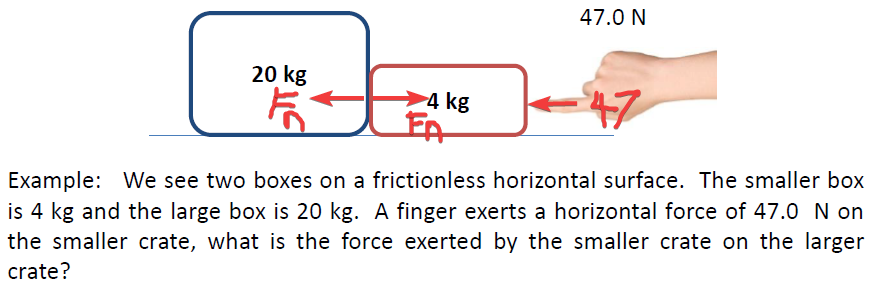 47.0 N
20 kg
Fn
4 kg
Fn
47
Example: We see two boxes on a frictionless horizontal surface. The smaller box
is 4 kg and the large box is 20 kg. A finger exerts a horizontal force of 47.0 N on
the smaller crate, what is the force exerted by the smaller crate on the larger
crate?